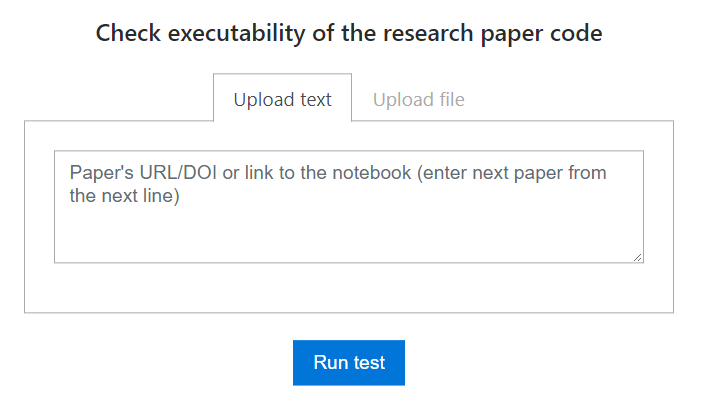 Check executability of the research paper code
Upload text
Upload file
Paper's URL/DOI or link to the notebook (enter next paper from
the next line)
Run test